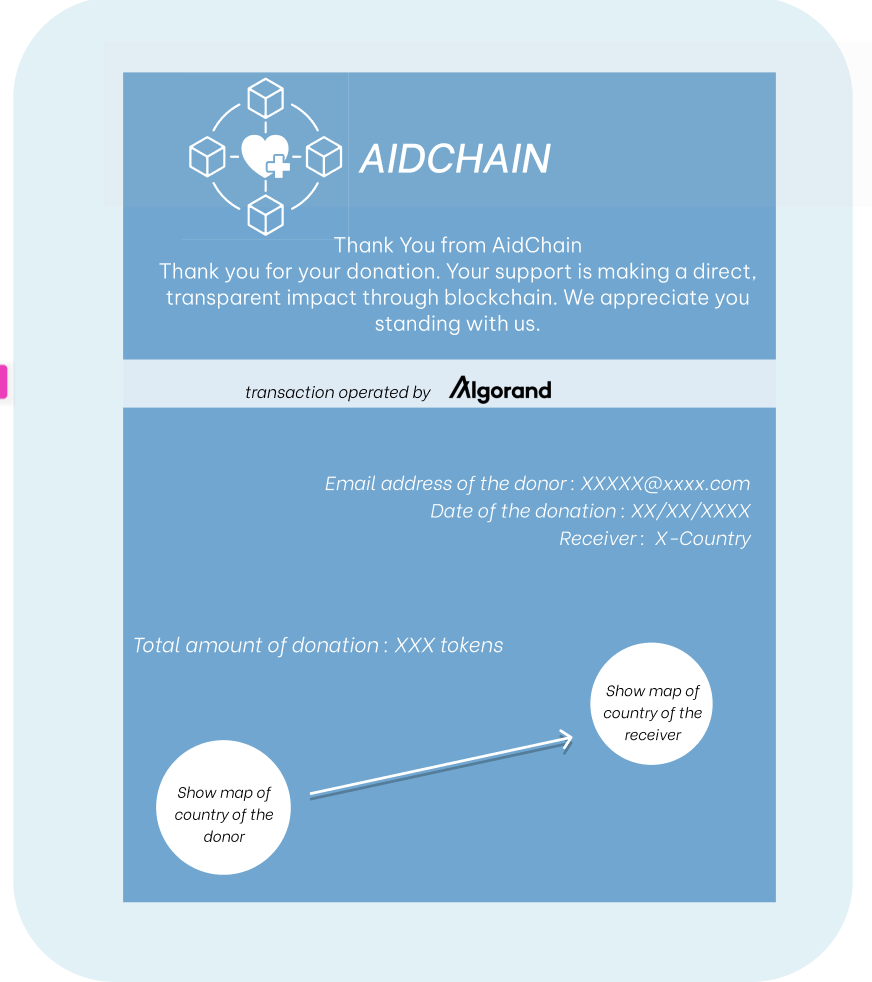 AIDCHAIN
Thank You from AidChain
Thank you for your donation. Your support is making a direct,
transparent impact through blockchain. We appreciate you
standing with us.
transaction operated by Algorand
Email address of the donor : XXXXX@xxxx.com
Date of the donation : XX/XX/XXXX
Receiver : X-Country
Total amount of donation : XXX tokens
Show map of
country of the
receiver
Show map of
country of the
donor